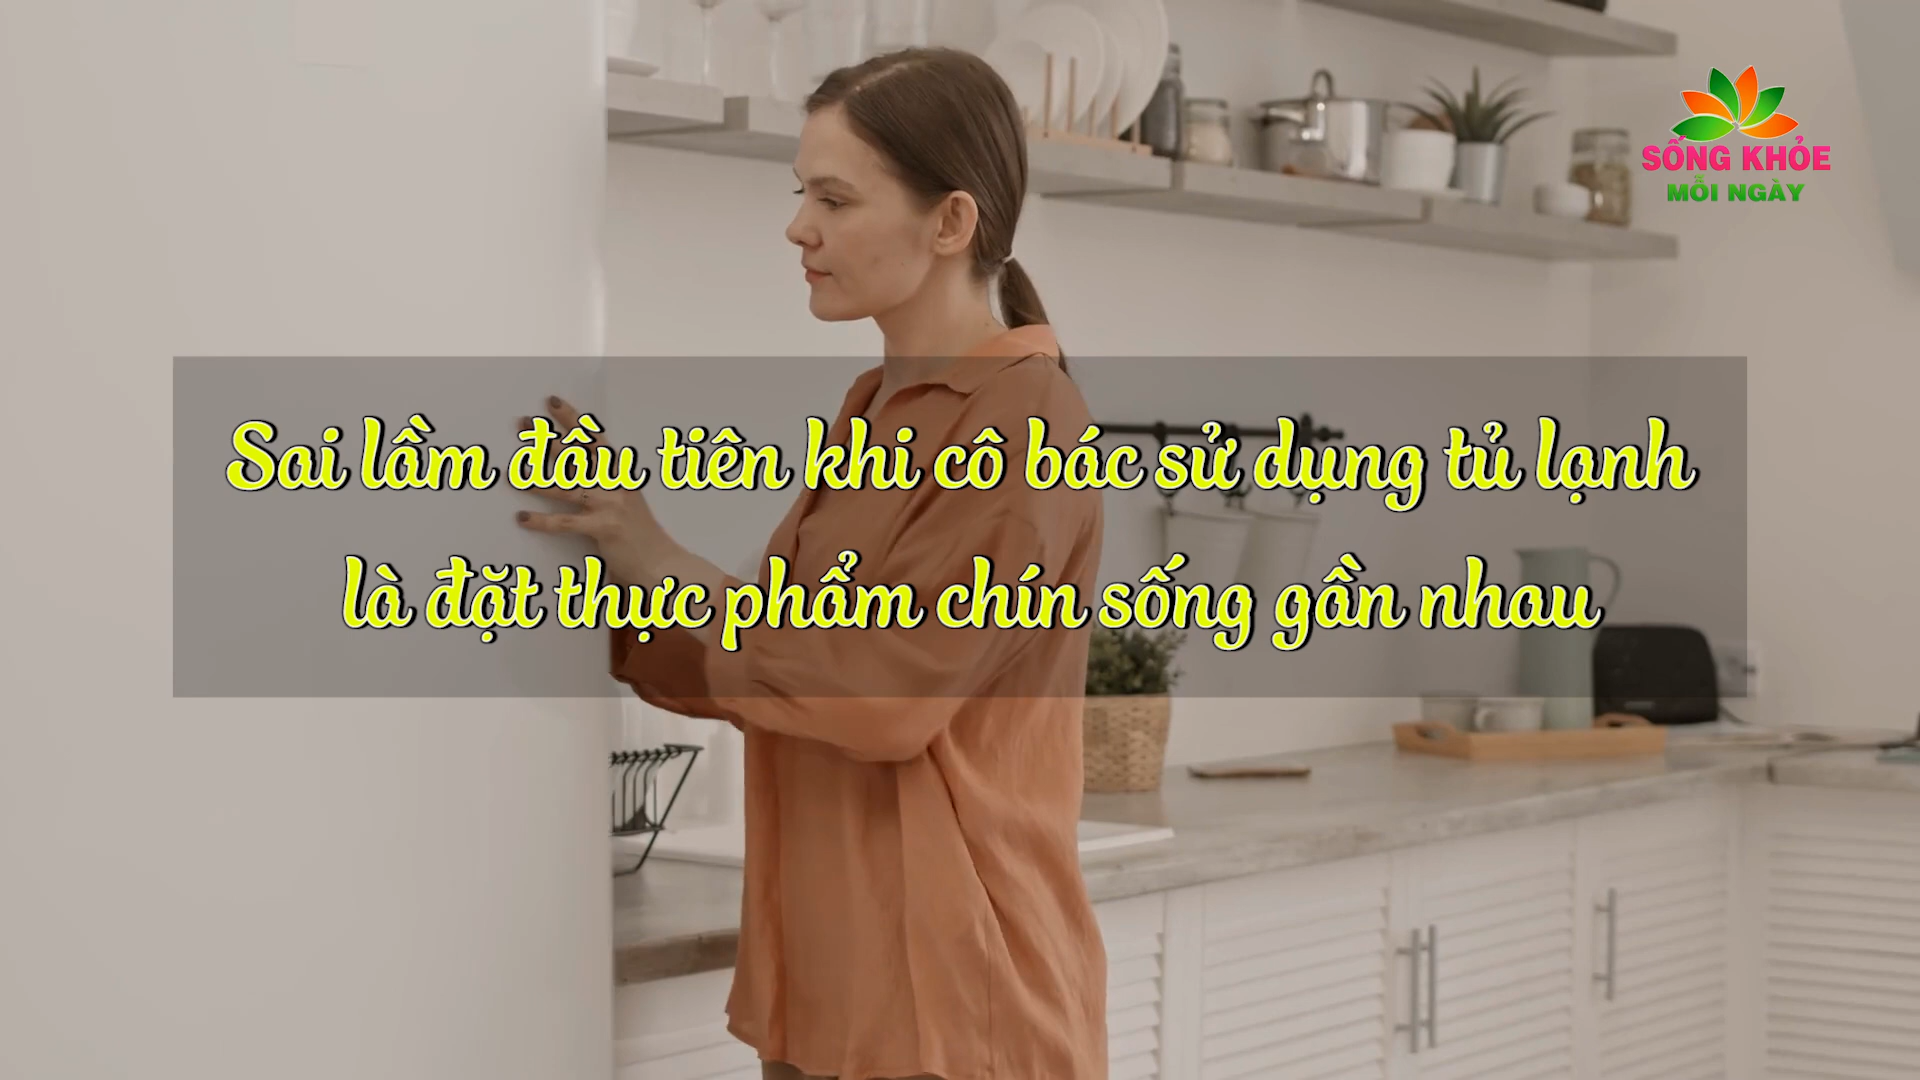 SỐNG KHỎE
MỖI NGÀY
Sai lầm đầu tiên khi cô bác sử dụng tủ lạnh
là đặt thực phẩm chín sống gần nhau